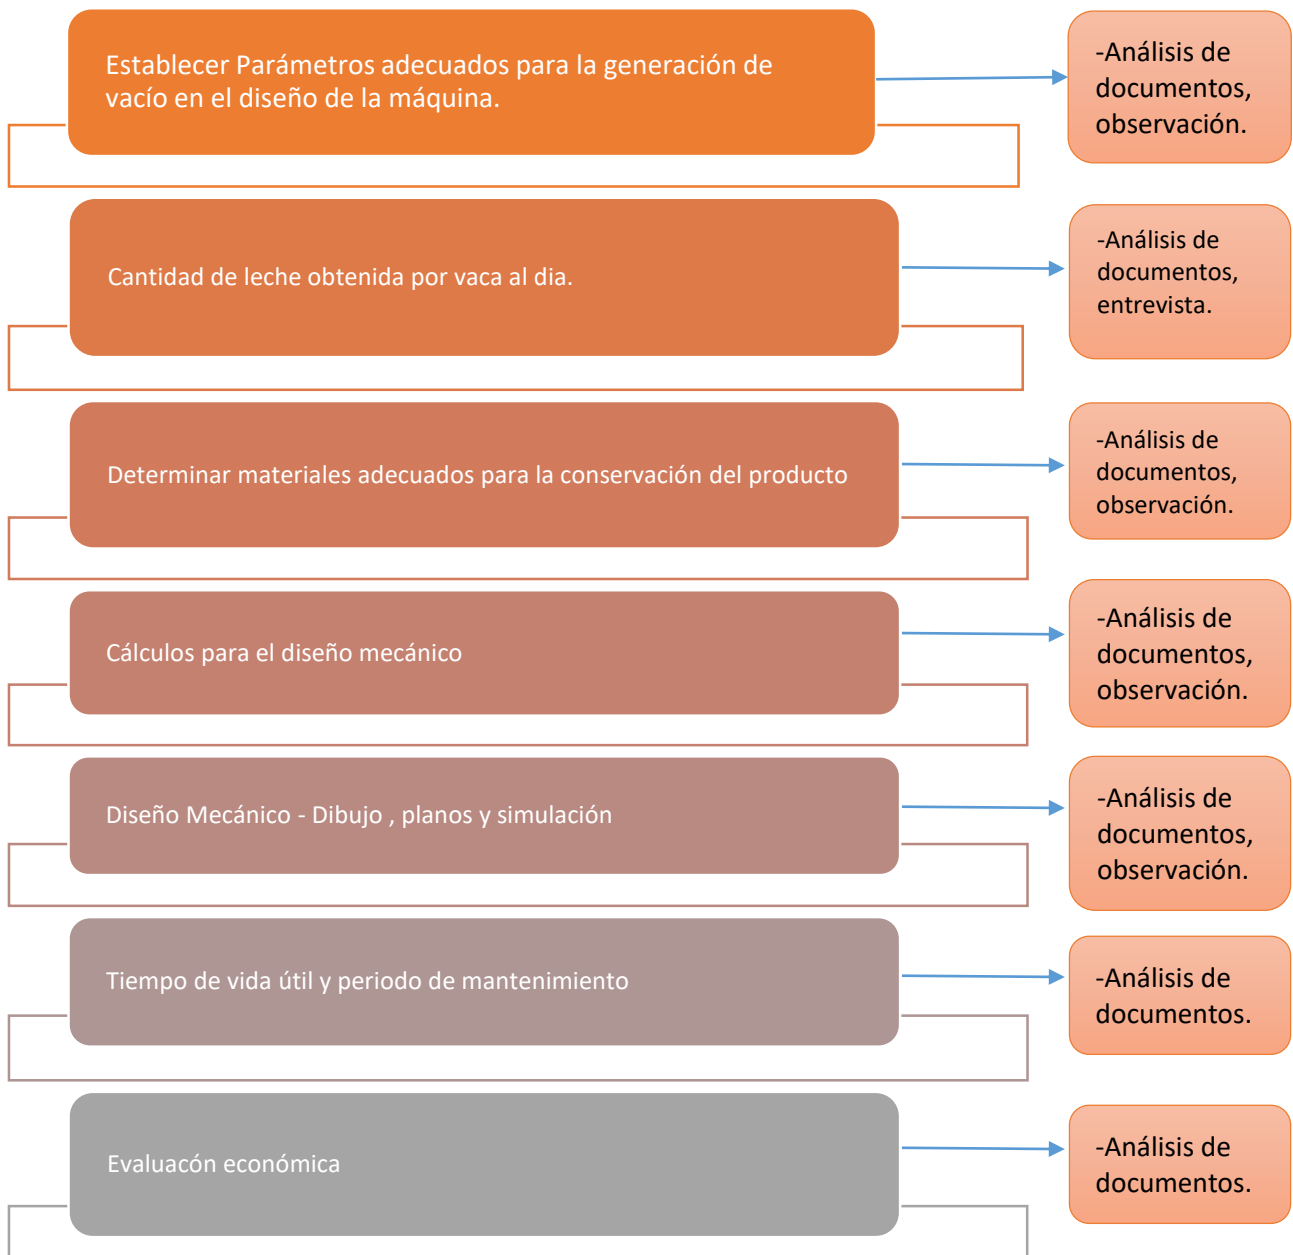 Establecer Parámetros adecuados para la generación de
vacío en el diseño de la máquina.
-Análisis de
documentos,
observación.
Cantidad de leche obtenida por vaca al dia.
-Análisis de
documentos,
entrevista.
Determinar materiales adecuados para la conservación del producto
-Análisis de
documentos,
observación.
Cálculos para el diseño mecánico
-Análisis de
documentos,
observación.
Diseño Mecánico - Dibujo , planos y simulación
-Análisis de
documentos,
observación.
Tiempo de vida útil y periodo de mantenimiento
-Análisis de
documentos.
Evaluacón económica
-Análisis de
documentos.